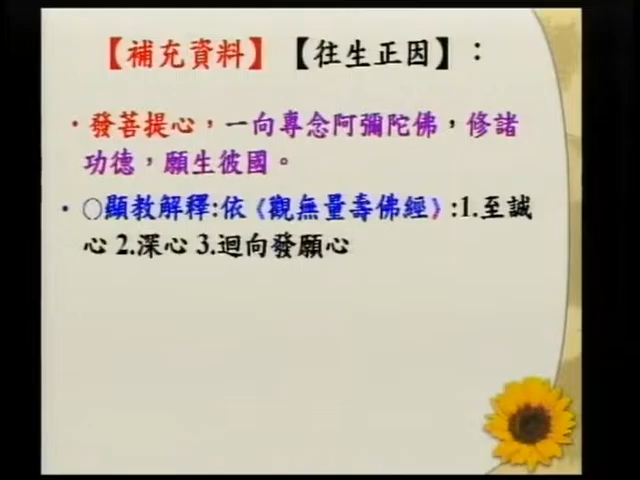 【補充資料】【往生正因】：
・發菩提心，一向專念阿彌陀佛，修諸
功德，願生彼國。
・○顯教解釋:依《觀無量壽佛經》:1.至誠
心 2.深心 3.迴向發願心